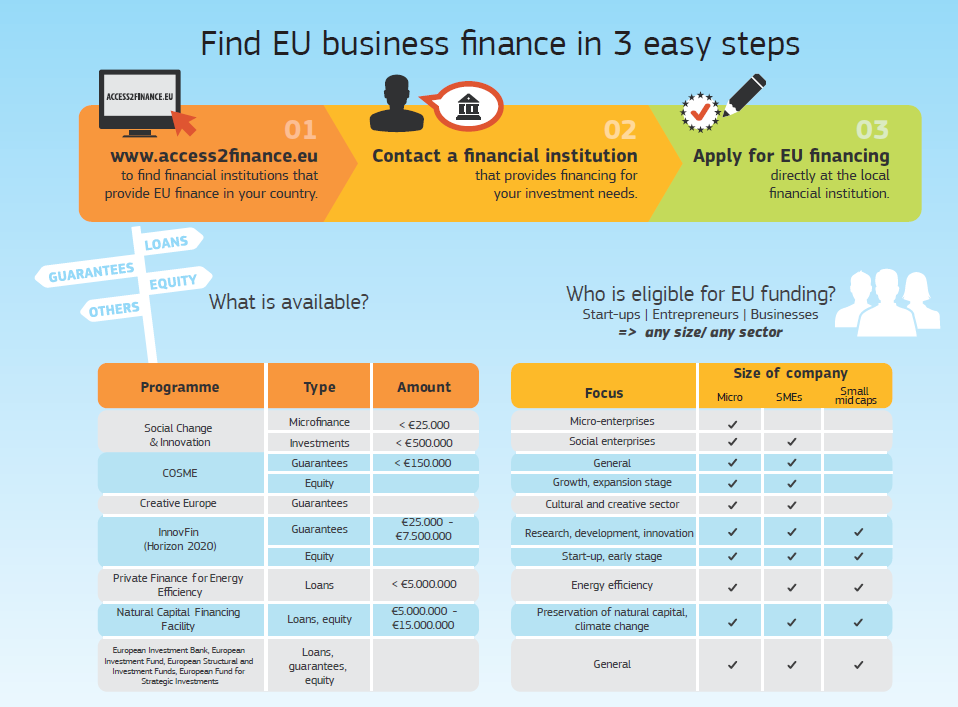 Find EU business finance in 3 easy steps
ACCESS2FINANCE.EU
01
www.access2finance.eu
to find financial institutions that
provide EU finance in your country.
02
Contact a financial institution
that provides financing for
your investment needs.
03
Apply for EU financing
directly at the local
financial institution.
LOANS
GUARANTEES
EQUITY
OTHERS
What is available?
Who is eligible for EU funding?
Start-ups | Entrepreneurs | Businesses
=> any size/ any sector
Programme
Type
Amount
Social Change
& Innovation
Microfinance
< €25.000
Investments
< €500.000
COSME
Guarantees
< €150.000
Equity
Creative Europe
Guarantees
InnovFin
(Horizon 2020)
Guarantees
€25.000 -
€7.500.000
Equity
Private Finance for Energy
Efficiency
Loans
< €5.000.000
Natural Capital Financing
Facility
Loans, equity
€5.000.000 -
€15.000.000
European Investment Bank, European
Investment Fund, European Structural and
Investment Funds, European Fund for
Strategic Investments
Loans,
guarantees,
equity
Focus
Size of company
Micro
SMEs
Small
mid caps
Micro-enterprises
✓
Social enterprises
✓ ✓
General
✓ ✓
Growth, expansion stage
✓ ✓
Cultural and creative sector
✓ ✓
Research, development, innovation
✓ ✓ ✓
Start-up, early stage
✓ ✓ ✓
Energy efficiency
✓ ✓ ✓
Preservation of natural capital,
climate change
✓ ✓ ✓
General
✓ ✓ ✓